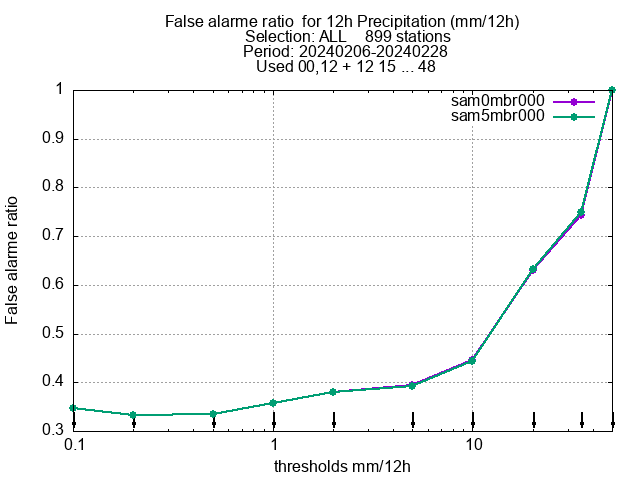 False alarme ratio  for 12h Precipitation (mm/12h)
Selection: ALL    899 stations
Period: 20240206-20240228
Used 00,12 + 12 15 ... 48
sam0mbr000
sam5mbr000
False alarme ratio
1
0.9
0.8
0.7
0.6
0.5
0.4
0.3
0.1 1 10
thresholds mm/12h